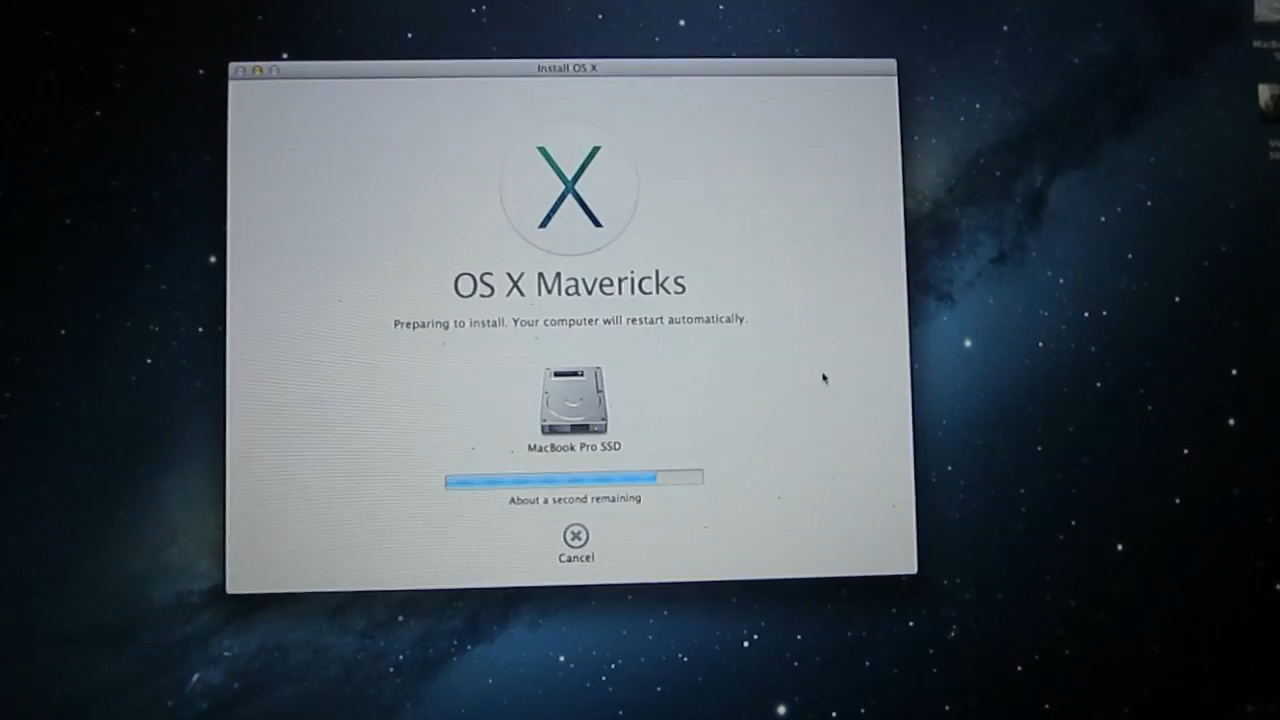 Install OS X
X
OS X Mavericks
Preparing to install. Your computer will restart automatically.
MacBook Pro SSD
About a second remaining
Cancel